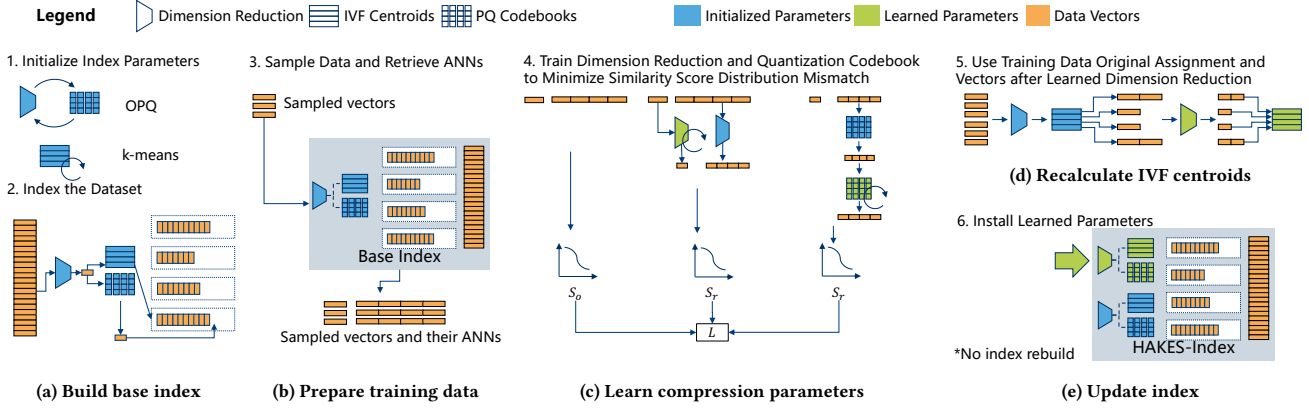 Legend
Dimension Reduction
IVF Centroids
PQ Codebooks
Initialized Parameters
Learned Parameters
Data Vectors
1. Initialize Index Parameters
OPQ
k-means
2. Index the Dataset
(a) Build base index
3. Sample Data and Retrieve ANNs
Sampled vectors
Base Index
Sampled vectors and their ANNs
(b) Prepare training data
4. Train Dimension Reduction and Quantization Codebook
to Minimize Similarity Score Distribution Mismatch
S_o
S_r
S_r
L
(c) Learn compression parameters
5. Use Training Data Original Assignment and
Vectors after Learned Dimension Reduction
(d) Recalculate IVF centroids
6. Install Learned Parameters
HAKES-Index
*No index rebuild
(e) Update index